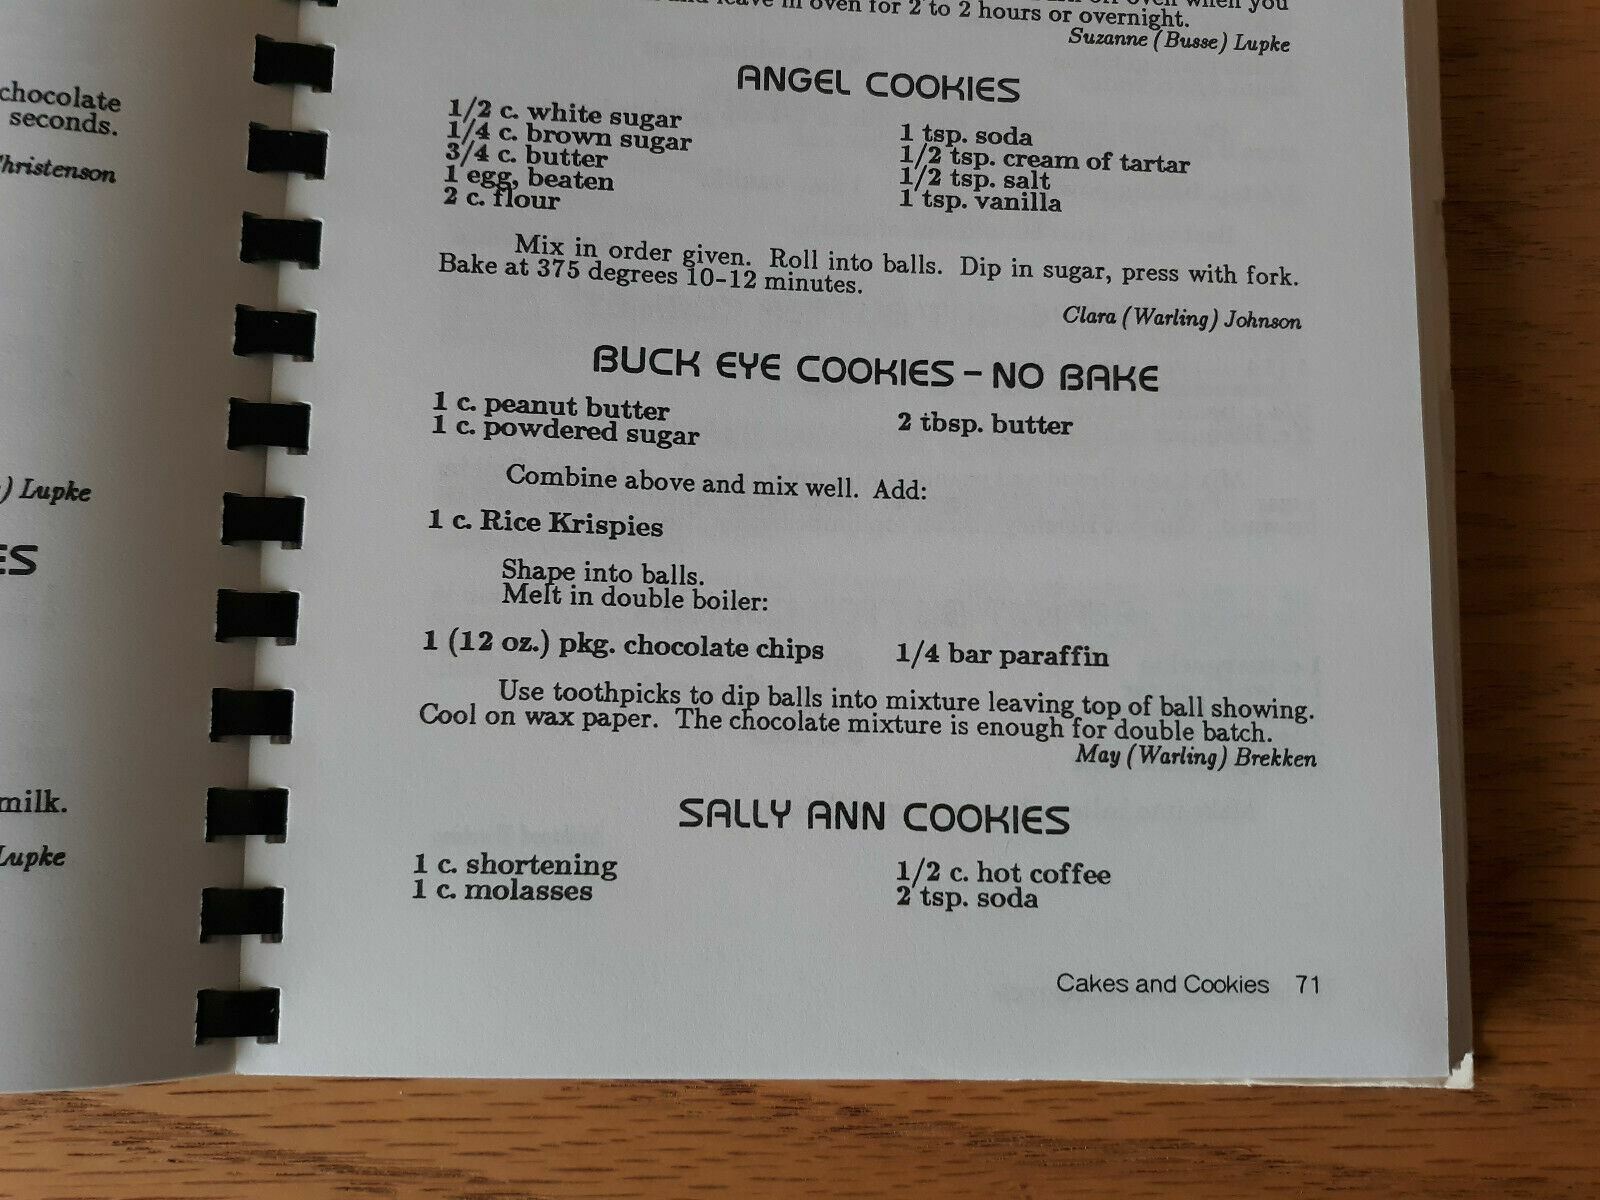 chocolate
seconds.
Christenson
) Lupke
ES
milk.
Lupke
off oven when you
and leave in oven for 2 to 2 hours or overnight.
Suzanne (Busse) Lupke
ANGEL COOKIES
1/2 c. white sugar
1/4 c. brown sugar
3/4 c. butter
1 egg, beaten
2 c. flour
1 tsp. soda
1/2 tsp. cream of tartar
1/2 tsp. salt
1 tsp. vanilla
Mix in order given. Roll into balls. Dip in sugar, press with fork.
Bake at 375 degrees 10-12 minutes.
Clara (Warling) Johnson
BUCK EYE COOKIES - NO BAKE
1 c. peanut butter
1 c. powdered sugar
2 tbsp. butter
Combine above and mix well. Add:
1 c. Rice Krispies
Shape into balls.
Melt in double boiler:
1 (12 oz.) pkg. chocolate chips
1/4 bar paraffin
Use toothpicks to dip balls into mixture leaving top of ball showing.
Cool on wax paper. The chocolate mixture is enough for double batch.
May (Warling) Brekken
SALLY ANN COOKIES
1 c. shortening
1 c. molasses
1/2 c. hot coffee
2 tsp. soda
Cakes and Cookies 71